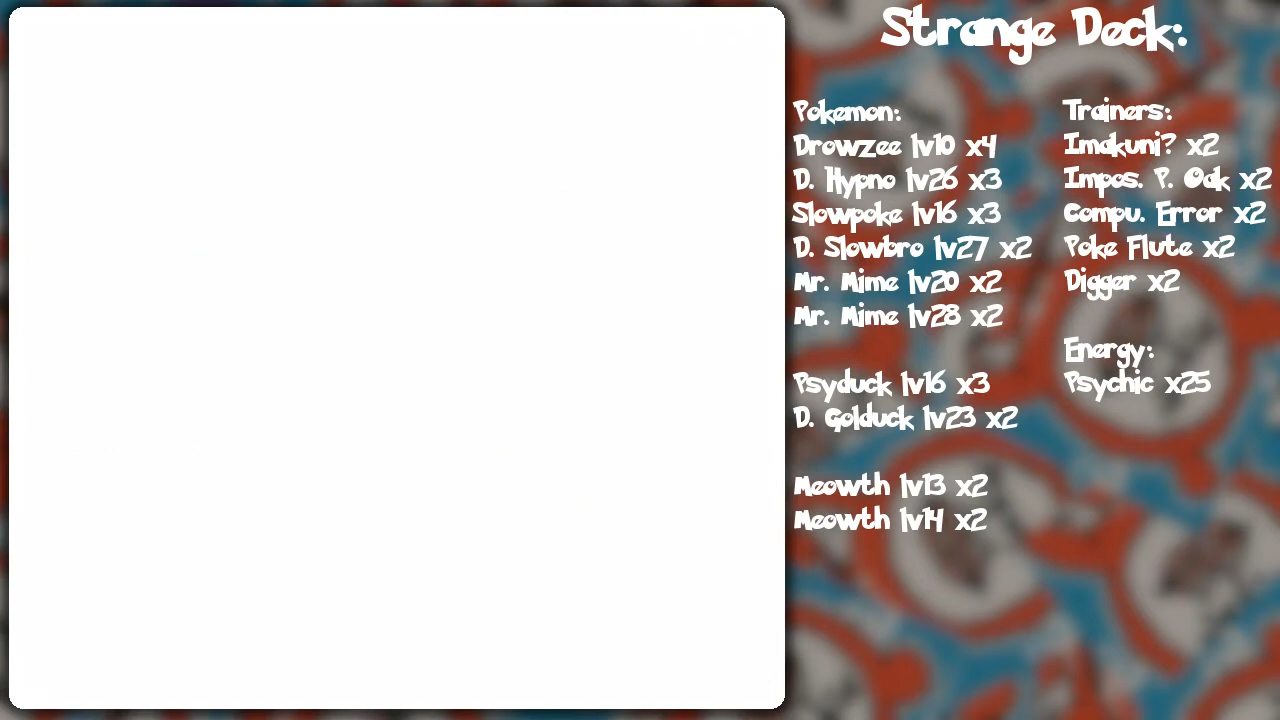 Strange Deck:
Pokemon:
Drowzee lv10 x4
D. Hypno lv26 x3
Slowpoke lv16 x3
D. Slowbro lv27 x2
Mr. Mime lv20 x2
Mr. Mime lv28 x2
Psyduck lv16 x3
D. Golduck lv23 x2
Meowth lv13 x2
Meowth lv14 x2
Trainers:
Imakuni? x2
Impos. P. Oak x2
Compu. Error x2
Poke Flute x2
Digger x2
Energy:
Psychic x25